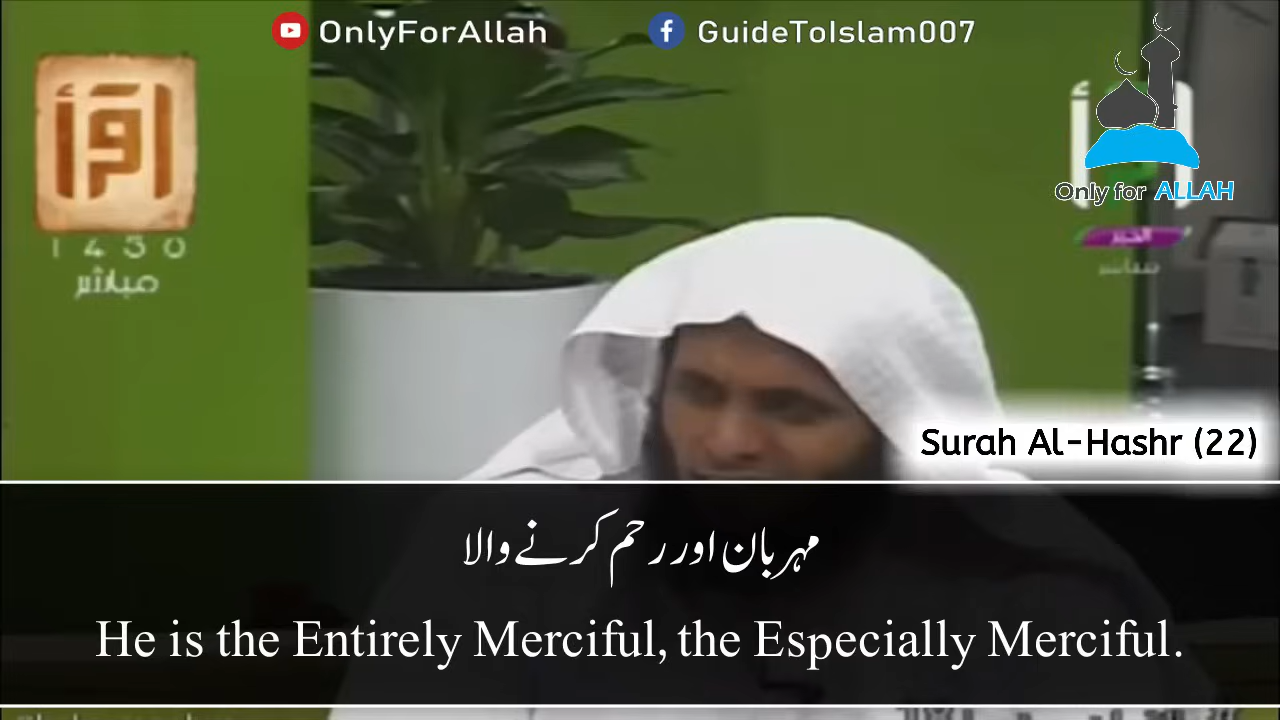 OnlyForAllah
GuideToIslam007
اقرأ
1430
مباشر
Only for ALLAH
مباشر
Surah Al-Hashr (22)
مہربان اور رحم کرنے والا
He is the Entirely Merciful, the Especially Merciful.